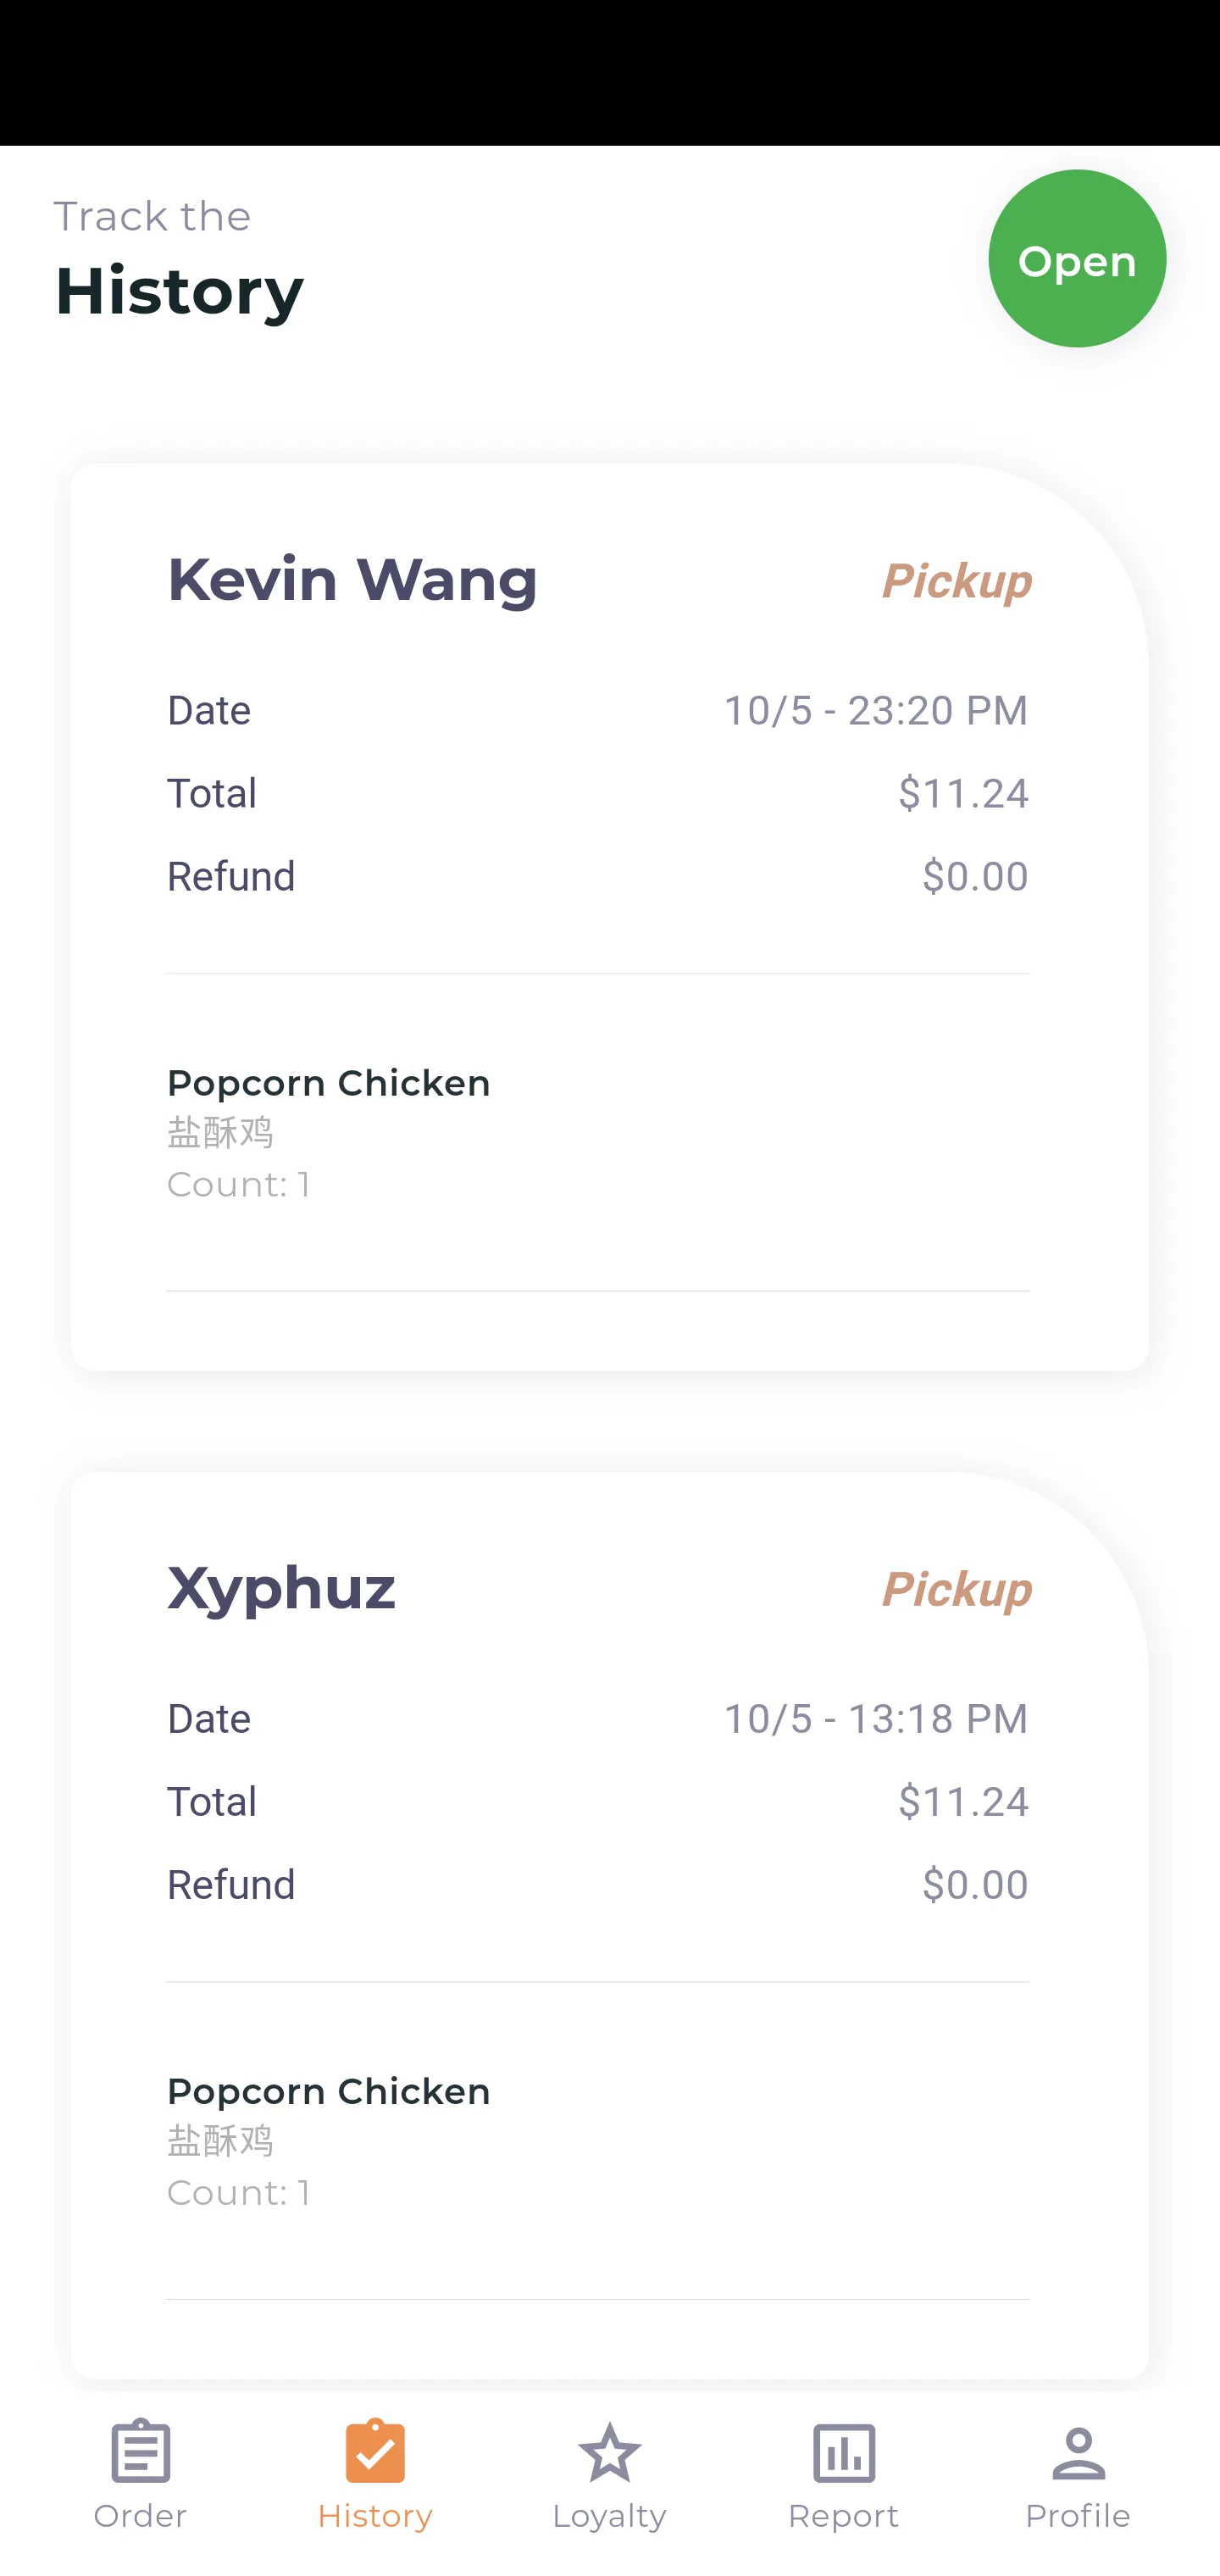 Track the
History
Open
Kevin Wang
Pickup
Date
10/5 - 23:20 PM
Total
$11.24
Refund
$0.00
Popcorn Chicken
盐酥鸡
Count: 1
Xyphuz
Pickup
Date
10/5 - 13:18 PM
Total
$11.24
Refund
$0.00
Popcorn Chicken
盐酥鸡
Count: 1
Order
History
Loyalty
Report
Profile